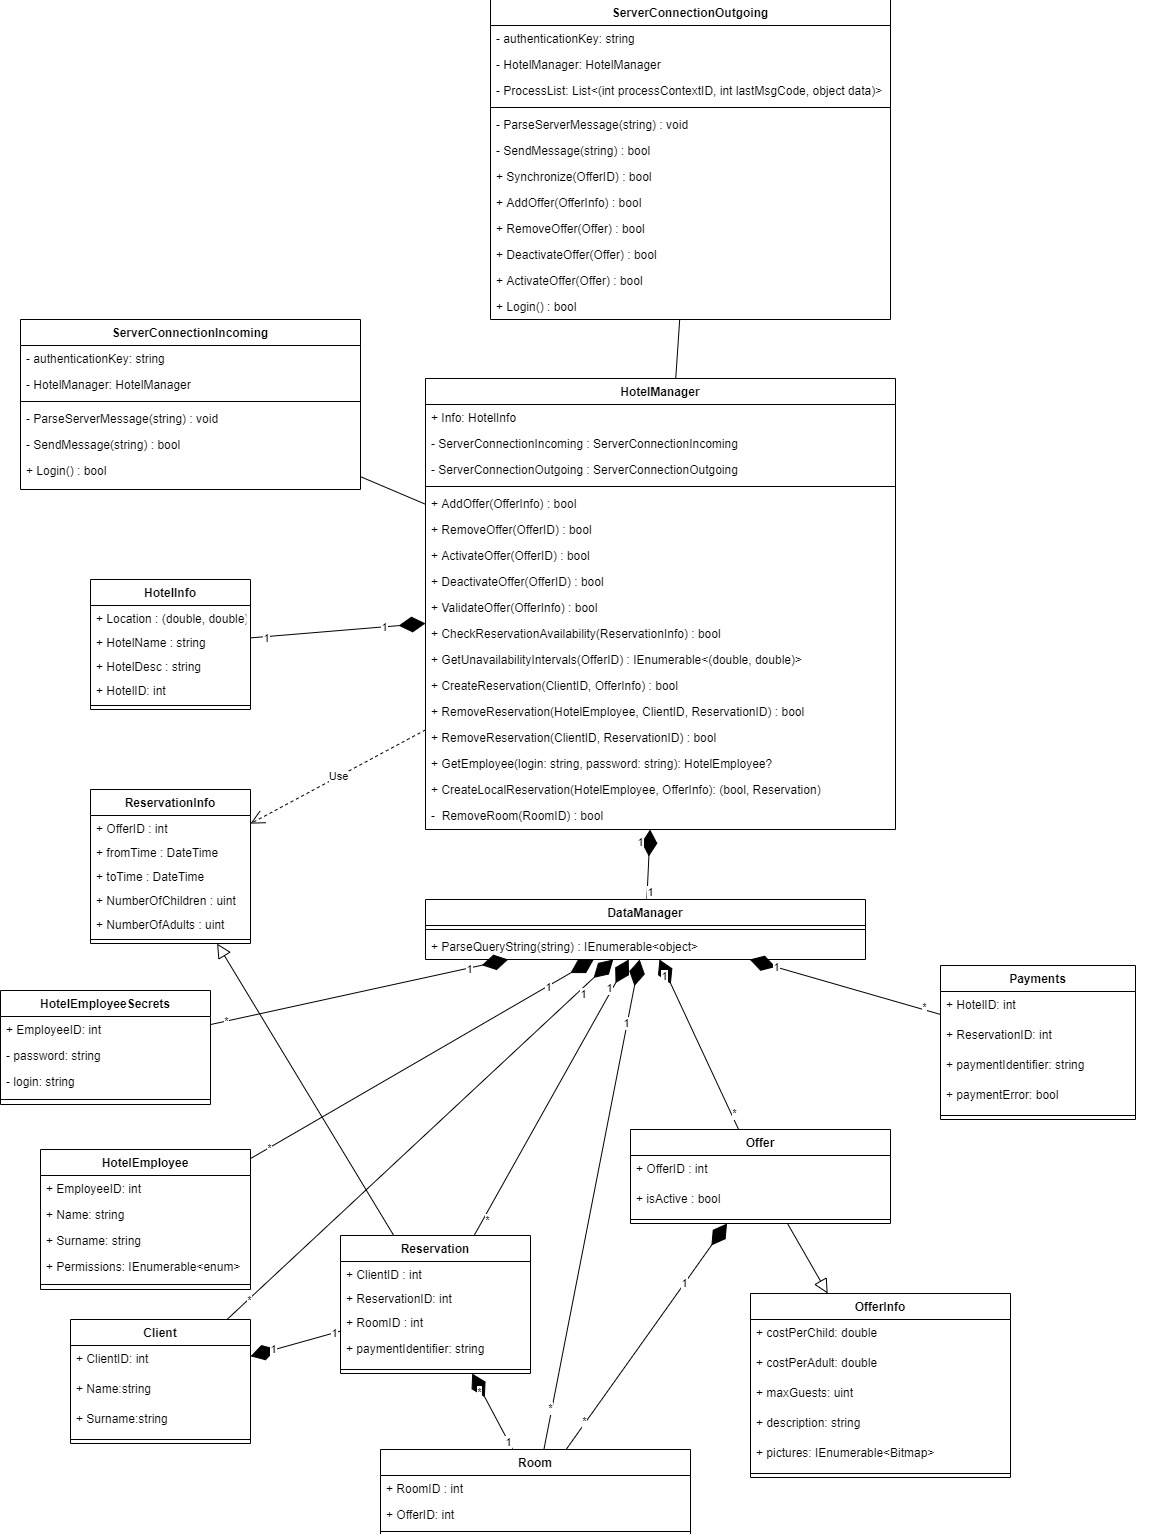 ServerConnectionOutgoing
- authenticationKey: string
- HotelManager: HotelManager
- ProcessList: List<(int processContextID, int lastMsgCode, object data)>
- ParseServerMessage(string) : void
- SendMessage(string) : bool
+ Synchronize(OfferID) : bool
+ AddOffer(OfferInfo) : bool
+ RemoveOffer(Offer) : bool
+ DeactivateOffer(Offer) : bool
+ ActivateOffer(Offer) : bool
+ Login() : bool
ServerConnectionIncoming
- authenticationKey: string
- HotelManager: HotelManager
- ParseServerMessage(string) : void
- SendMessage(string) : bool
+ Login() : bool
HotelManager
+ Info: HotelInfo
- ServerConnectionIncoming : ServerConnectionIncoming
- ServerConnectionOutgoing : ServerConnectionOutgoing
+ AddOffer(OfferInfo) : bool
+ RemoveOffer(OfferID) : bool
+ ActivateOffer(OfferID) : bool
+ DeactivateOffer(OfferID) : bool
+ ValidateOffer(OfferInfo) : bool
+ CheckReservationAvailability(ReservationInfo) : bool
+ GetUnavailabilityIntervals(OfferID) : IEnumerable<(double, double)>
+ CreateReservation(ClientID, OfferInfo) : bool
+ RemoveReservation(HotelEmployee, ClientID, ReservationID) : bool
+ RemoveReservation(ClientID, ReservationID) : bool
+ GetEmployee(login: string, password: string): HotelEmployee?
+ CreateLocalReservation(HotelEmployee, OfferInfo): (bool, Reservation)
- RemoveRoom(RoomID) : bool
HotelInfo
+ Location : (double, double)
+ HotelName : string
+ HotelDesc : string
+ HotelID: int
1
1
Use
ReservationInfo
+ OfferID : int
+ fromTime : DateTime
+ toTime : DateTime
+ NumberOfChildren : uint
+ NumberOfAdults : uint
1
1
DataManager
+ ParseQueryString(string) : IEnumerable<object>
1
1
1
1
1
1
1
HotelEmployeeSecrets
+ EmployeeID: int
- password: string
- login: string
*
Payments
+ HotelID: int
+ ReservationID: int
+ paymentIdentifier: string
+ paymentError: bool
*
HotelEmployee
+ EmployeeID: int
+ Name: string
+ Surname: string
+ Permissions: IEnumerable<enum>
*
*
Offer
+ OfferID : int
+ isActive : bool
*
Reservation
+ ClientID : int
+ ReservationID: int
+ RoomID : int
+ paymentIdentifier: string
1
OfferInfo
+ costPerChild: double
+ costPerAdult: double
+ maxGuests: uint
+ description: string
+ pictures: IEnumerable<Bitmap>
*
Client
+ ClientID: int
+ Name:string
+ Surname:string
1
1
*
1
*
*
Room
+ RoomID : int
+ OfferID: int